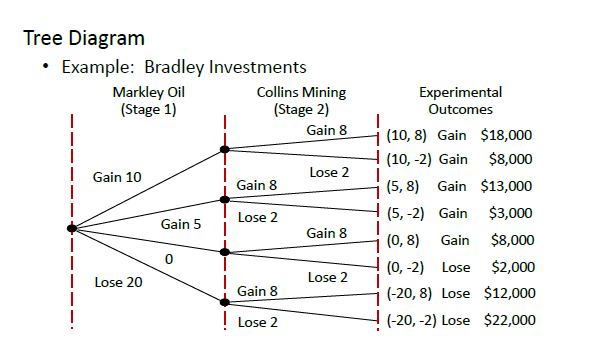 Tree Diagram
• Example: Bradley Investments
Markley Oil
(Stage 1)
Collins Mining
(Stage 2)
Experimental
Outcomes
Gain 8
(10, 8) Gain $18,000
(10, -2) Gain $8,000
Lose 2
Gain 10
Gain 8
(5, 8) Gain $13,000
Lose 2
(5, -2) Gain $3,000
Gain 5
Gain 8
(0, 8) Gain $8,000
0
(0, -2) Lose $2,000
Lose 2
Lose 20
Gain 8
(-20, 8) Lose $12,000
Lose 2
(-20, -2) Lose $22,000